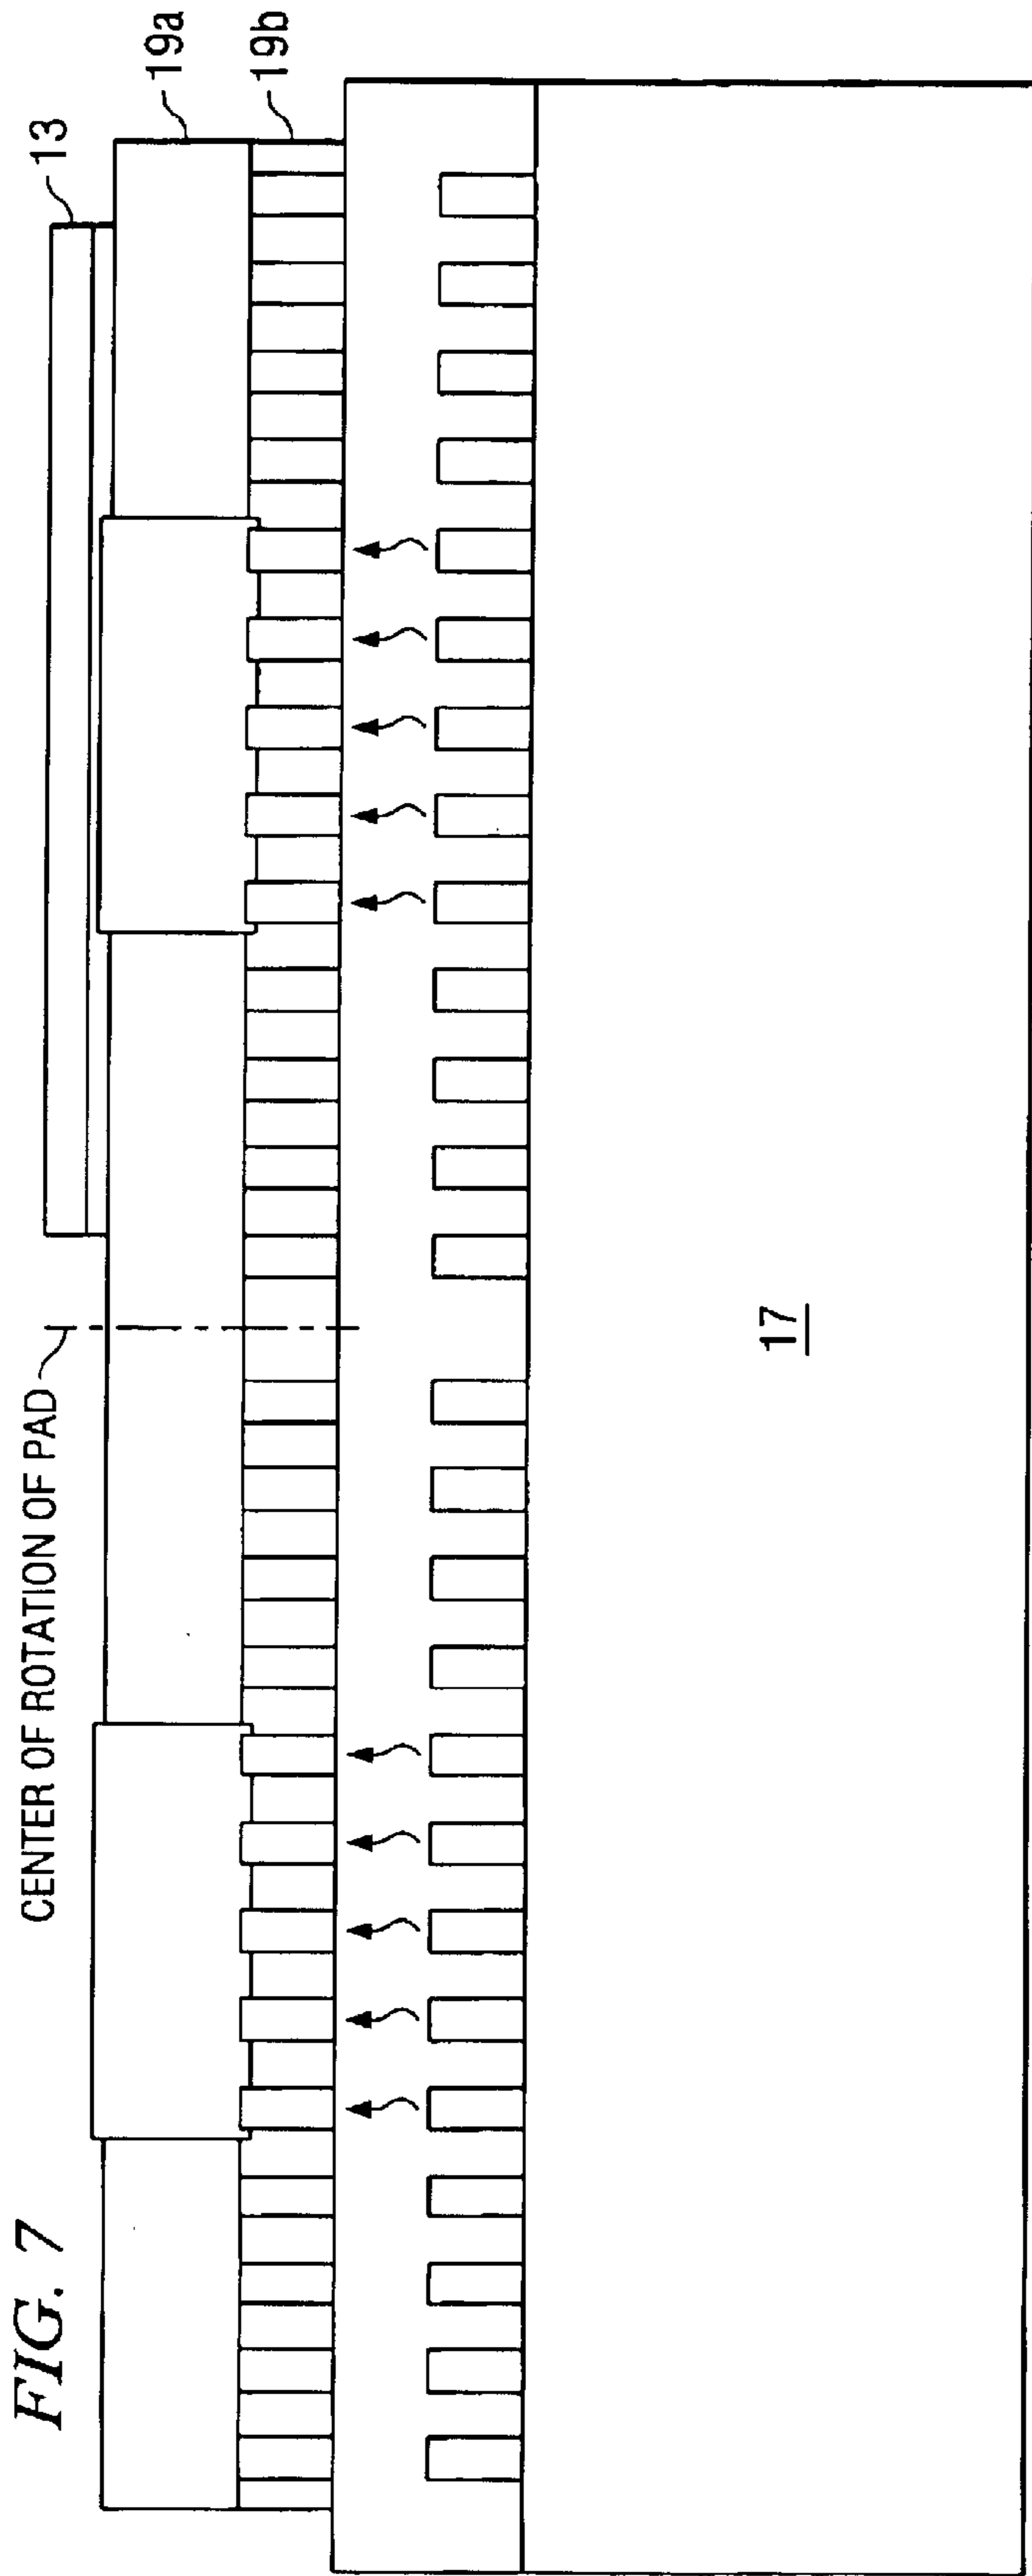 FIG. 7
CENTER OF ROTATION OF PAD
13
19a
19b
17